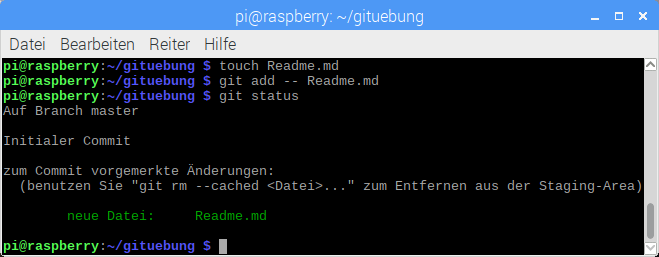 pi@raspberry: ~/gituebung
Datei Bearbeiten Reiter Hilfe
pi@raspberry:~/gituebung $ touch Readme.md
pi@raspberry:~/gituebung $ git add -- Readme.md
pi@raspberry:~/gituebung $ git status
Auf Branch master
Initialer Commit
zum Commit vorgemerkte Änderungen:
(benutzen Sie "git rm --cached <Datei>..." zum Entfernen aus der Staging-Area)
neue Datei: Readme.md
pi@raspberry:~/gituebung $